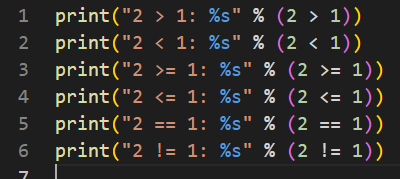 1 print("2 > 1: %s" % (2 > 1))
2 print("2 < 1: %s" % (2 < 1))
3 print("2 >= 1: %s" % (2 >= 1))
4 print("2 <= 1: %s" % (2 <= 1))
5 print("2 == 1: %s" % (2 == 1))
6 print("2 != 1: %s" % (2 != 1))
7